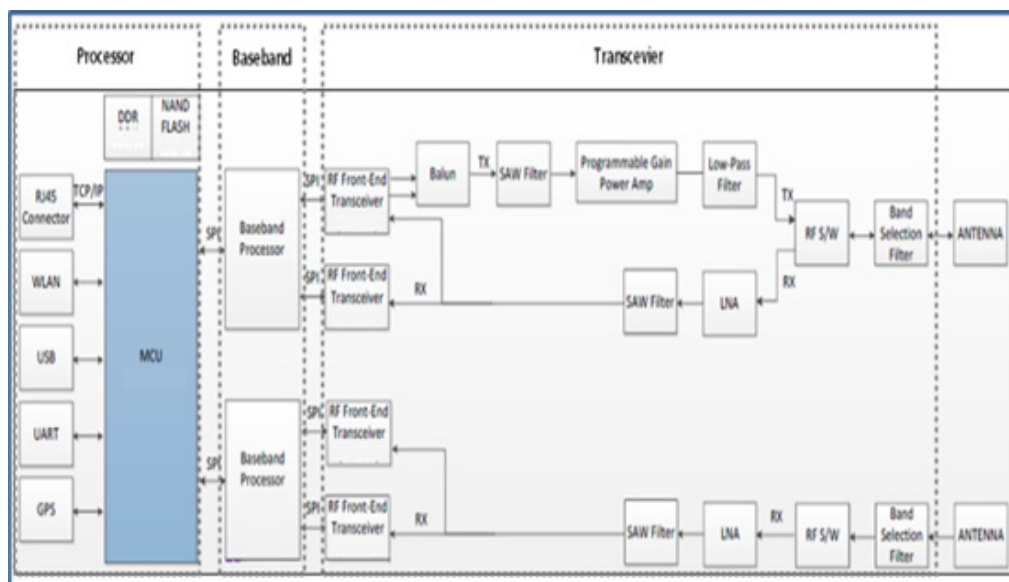 Processor
Baseband
Transcevier
DDR
NAND
FLASH
RJ45
Connector
TCP/IP
WLAN
USB
UART
GPS
MCU
SPI
SPI
Baseband
Processor
Baseband
Processor
SPI
RF Front-End
Transceiver
Balun
TX
SAW Filter
Programmable Gain
Power Amp
Low-Pass
Filter
TX
RF S/W
Band
Selection
Filter
ANTENNA
RX
SPI
RF Front-End
Transceiver
RX
SAW Filter
LNA
SPI
RF Front-End
Transceiver
SPI
RF Front-End
Transceiver
RX
SAW Filter
LNA
RX
RF S/W
Band
Selection
Filter
ANTENNA